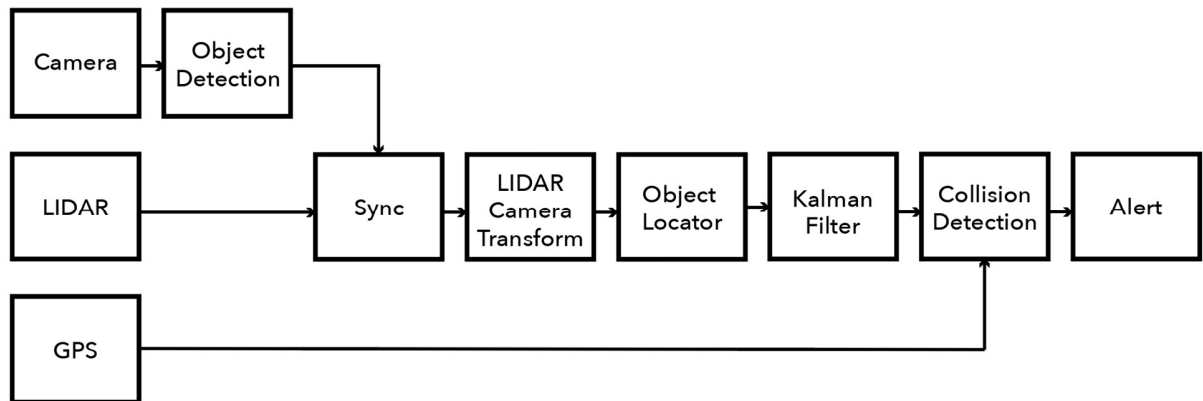 Camera
Object
Detection
LIDAR
Sync
LIDAR
Camera
Transform
Object
Locator
Kalman
Filter
Collision
Detection
Alert
GPS